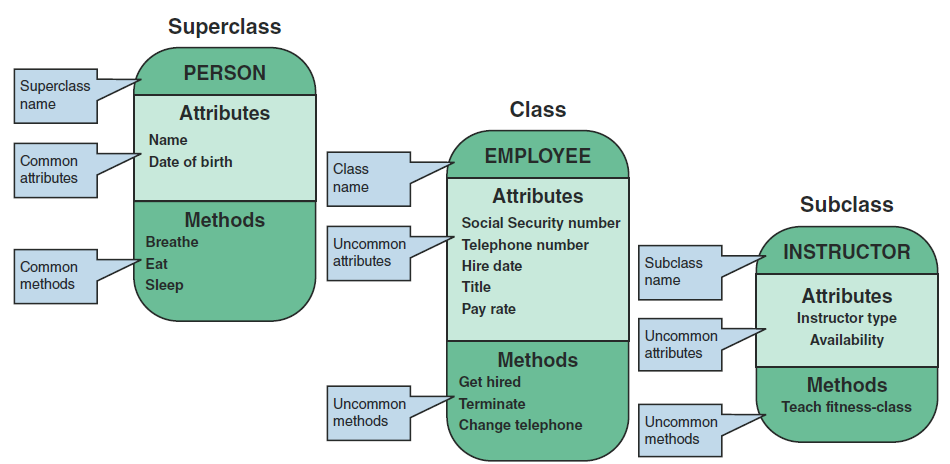 Superclass
PERSON
Superclass
name
Attributes
Name
Date of birth
Common
attributes
Methods
Breathe
Eat
Sleep
Common
methods
Class
EMPLOYEE
Class
name
Attributes
Social Security number
Telephone number
Hire date
Title
Pay rate
Uncommon
attributes
Methods
Get hired
Terminate
Change telephone
Uncommon
methods
Subclass
INSTRUCTOR
Subclass
name
Attributes
Instructor type
Availability
Uncommon
attributes
Methods
Teach fitness-class
Uncommon
methods